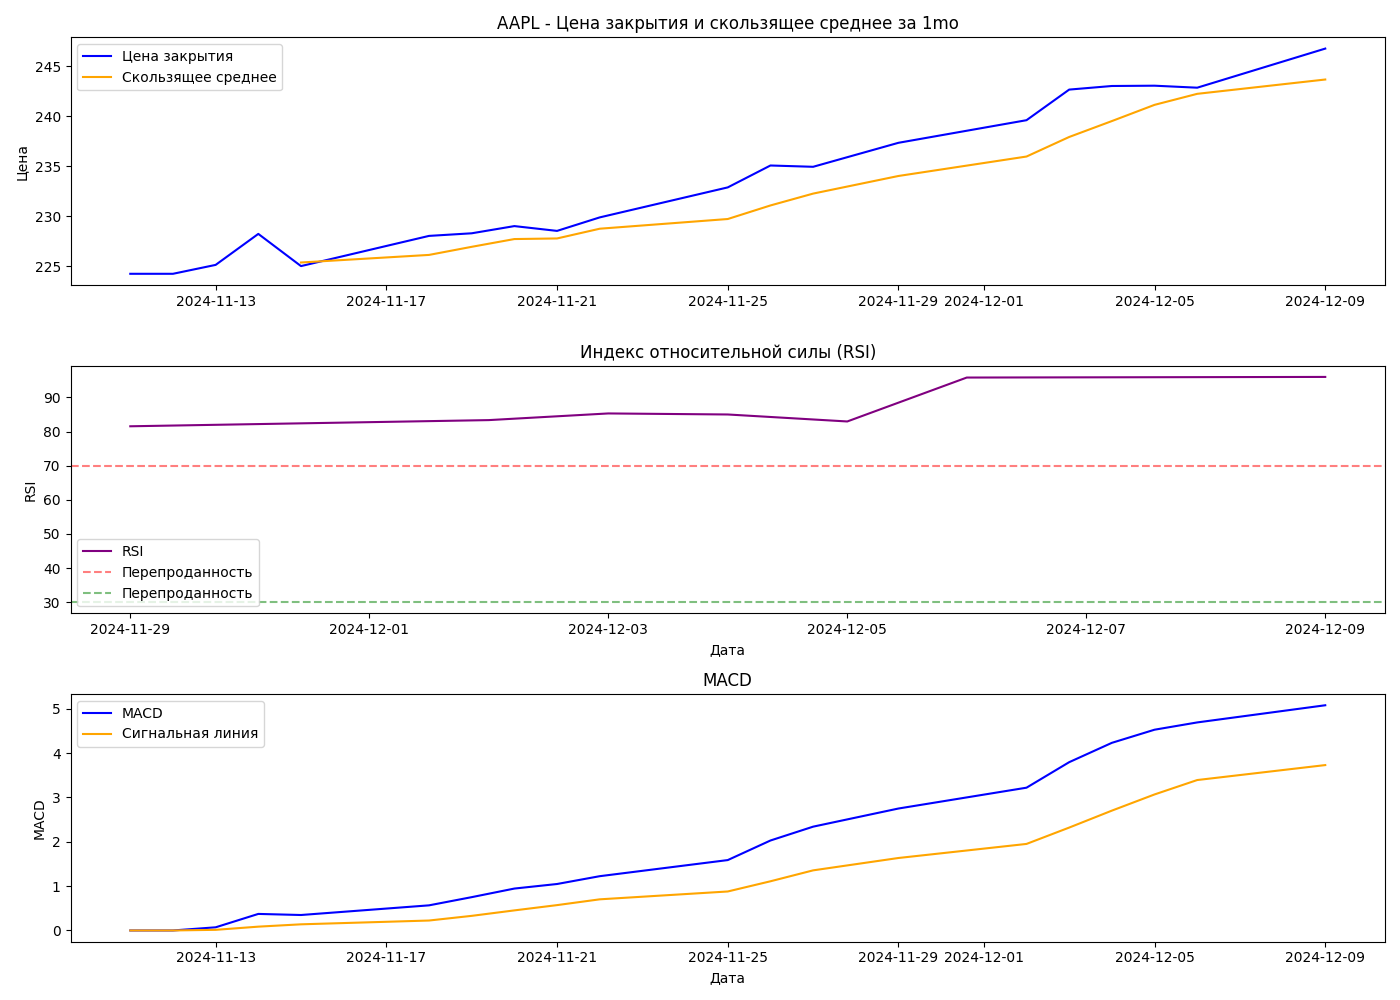 AAPL - Цена закрытия и скользящее среднее за 1mo
Цена закрытия
Скользящее среднее
Цена
245
240
235
230
225
2024-11-13 2024-11-17 2024-11-21 2024-11-25 2024-11-29 2024-12-01 2024-12-05 2024-12-09
Индекс относительной силы (RSI)
RSI
90
80
70
60
50
40
30
RSI
Перепроданность
Перепроданность
2024-11-29 2024-12-01 2024-12-03 2024-12-05 2024-12-07 2024-12-09
Дата
MACD
MACD
Сигнальная линия
MACD
5
4
3
2
1
0
2024-11-13 2024-11-17 2024-11-21 2024-11-25 2024-11-29 2024-12-01 2024-12-05 2024-12-09
Дата